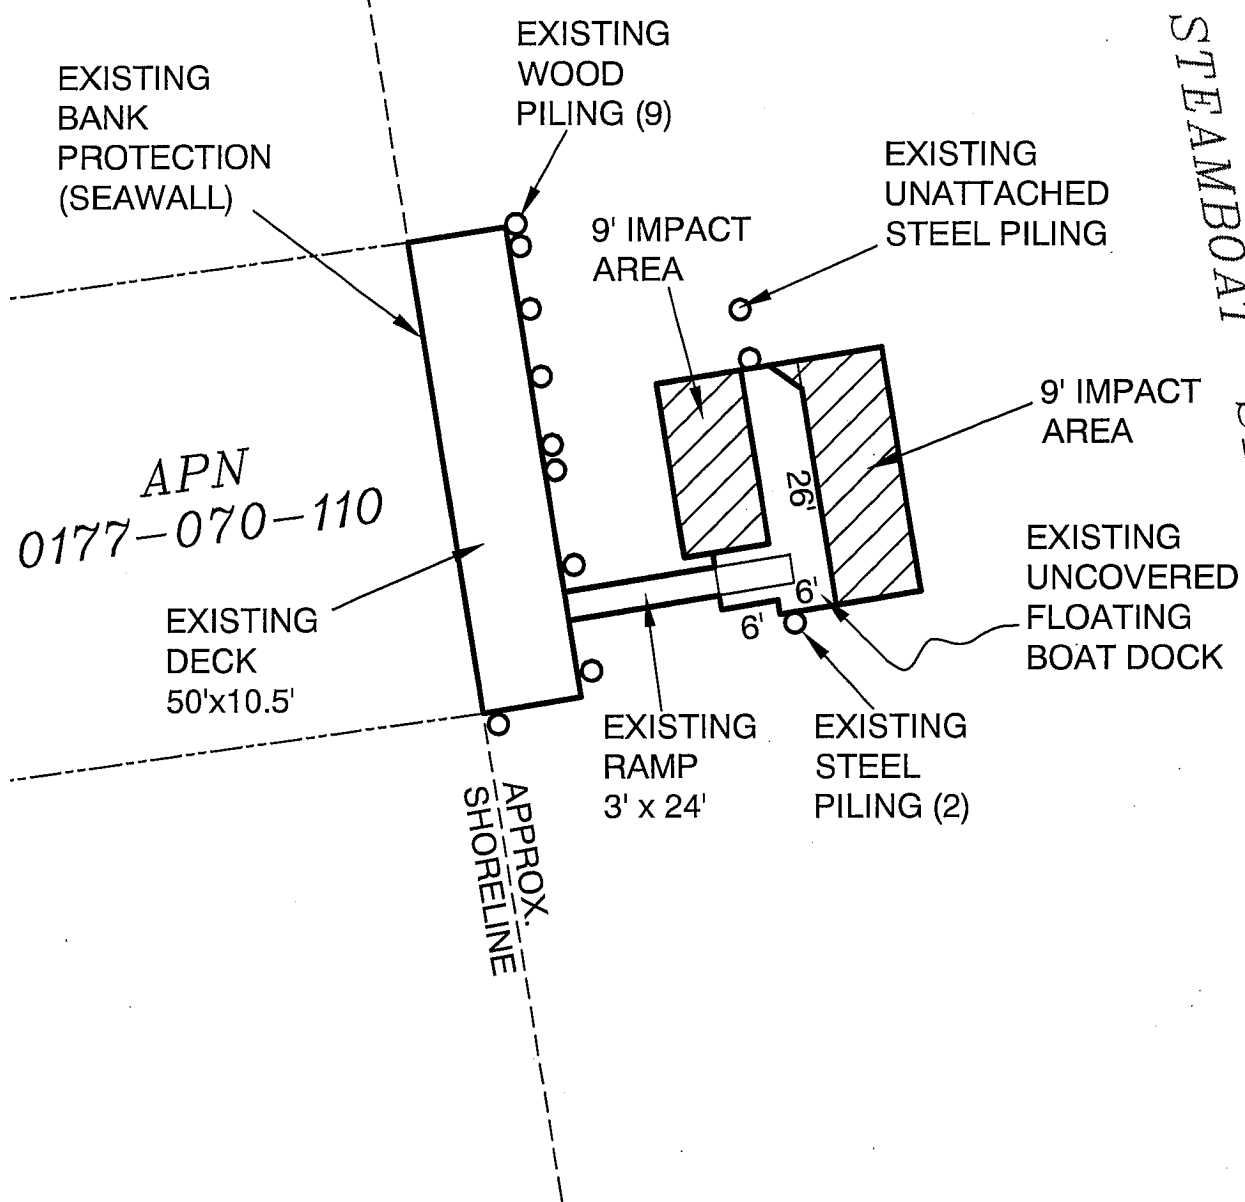 EXISTING
BANK
PROTECTION
(SEAWALL)
EXISTING
WOOD
PILING (9)
EXISTING
UNATTACHED
STEEL PILING
STEAMBOAT
9' IMPACT
AREA
9' IMPACT
AREA
APN
0177-070-110
26'
6'
6'
EXISTING
UNCOVERED
FLOATING
BOAT DOCK
EXISTING
DECK
50'x10.5'
EXISTING
RAMP
3' x 24'
EXISTING
STEEL
PILING (2)
APPROX.
SHORELINE